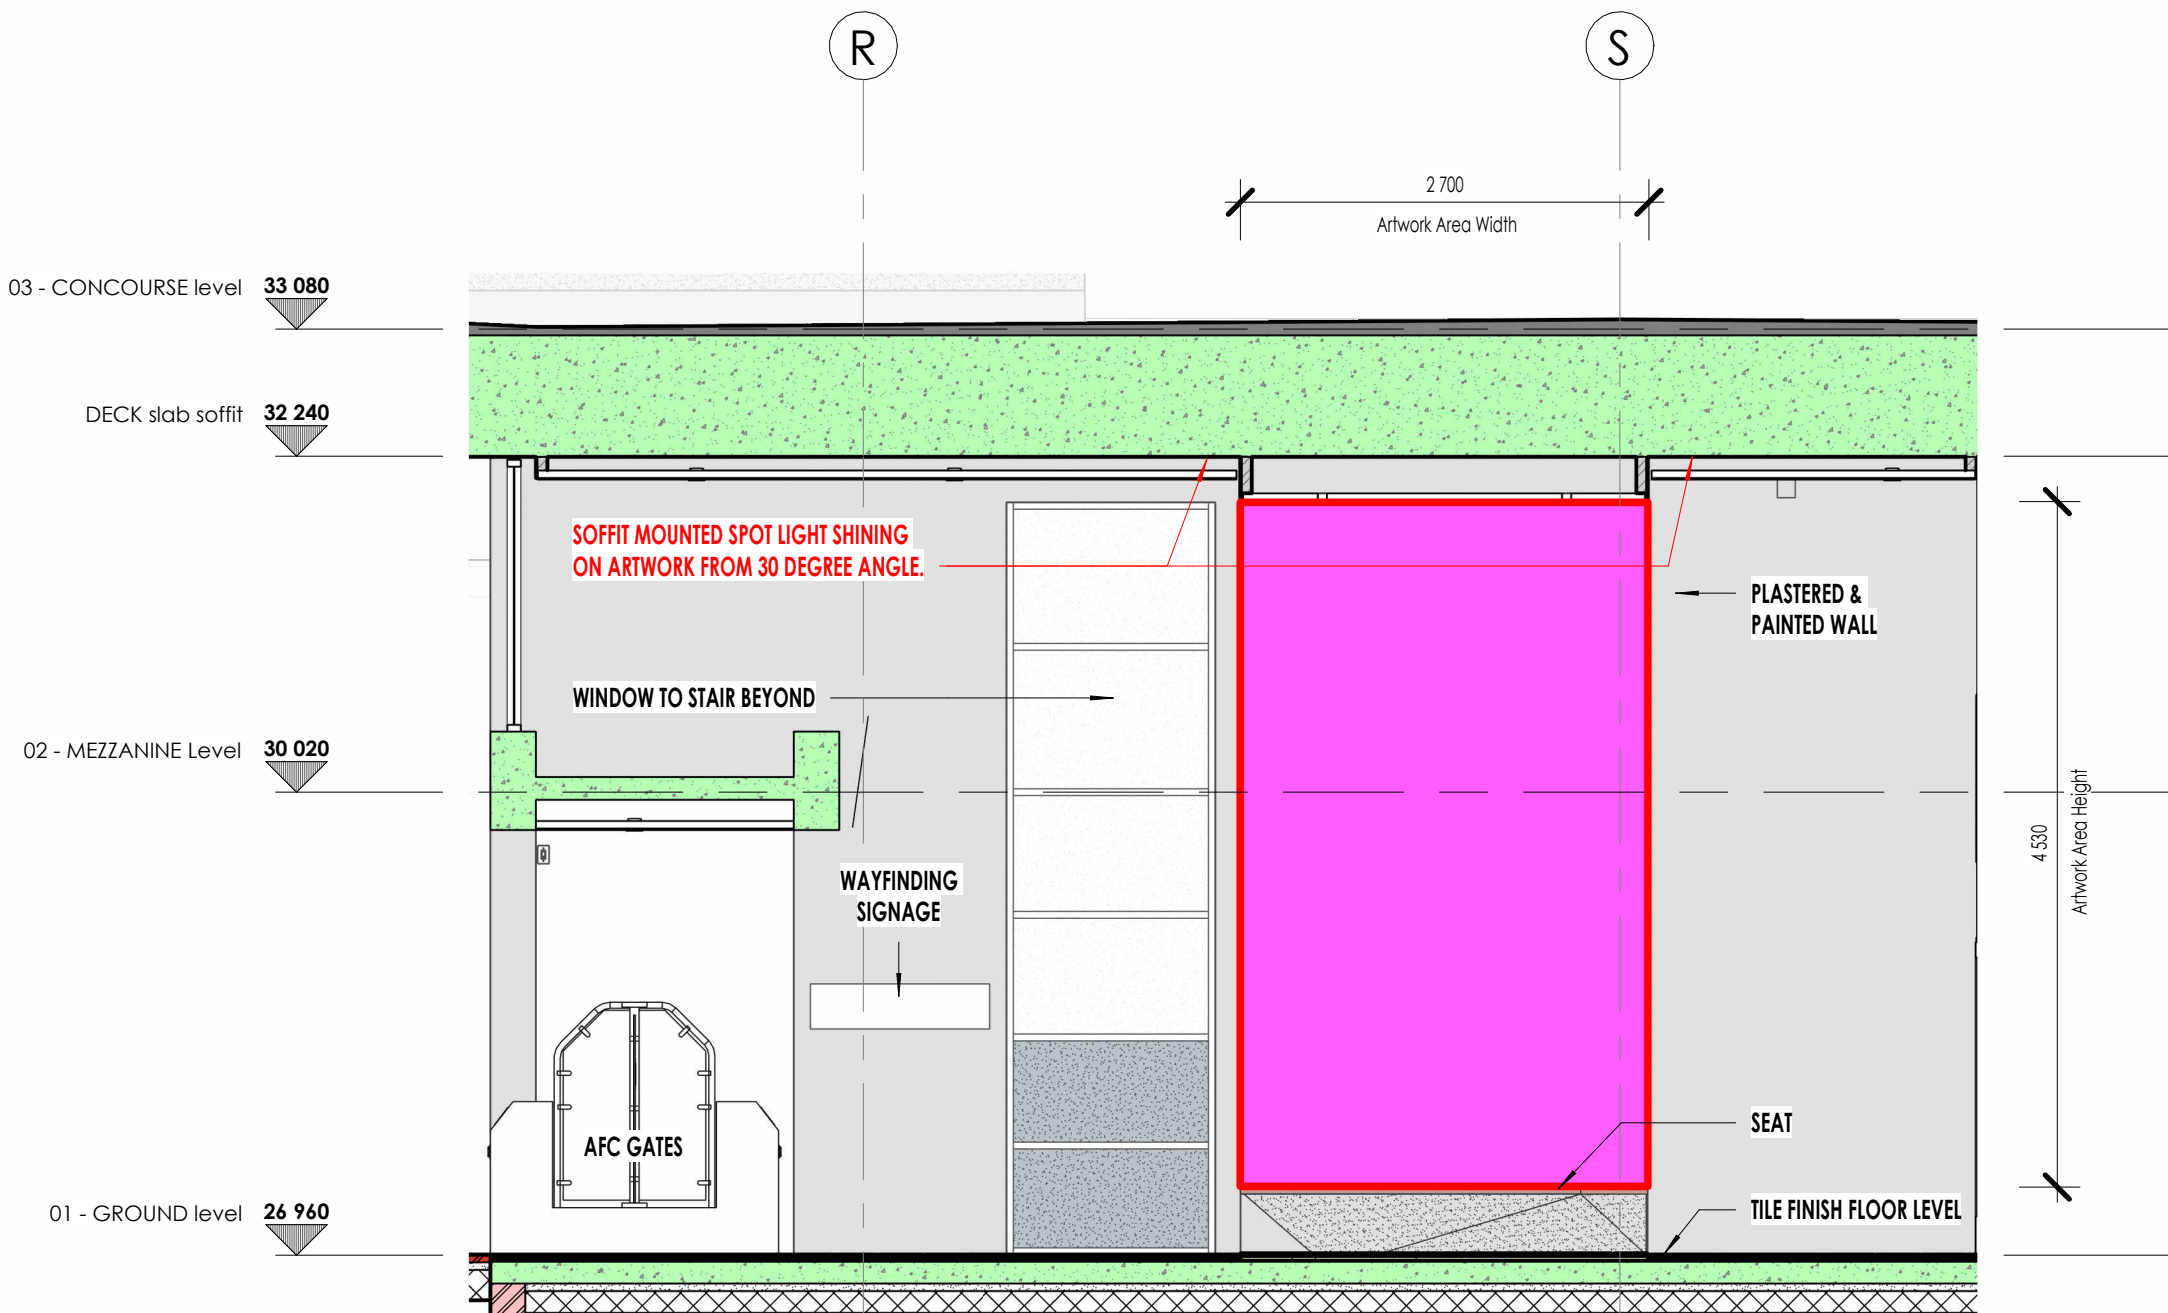 R
S
2 700
Artwork Area Width
03 - CONCOURSE level 33 080
DECK slab soffit 32 240
SOFFIT MOUNTED SPOT LIGHT SHINING
ON ARTWORK FROM 30 DEGREE ANGLE.
PLASTERED &
PAINTED WALL
WINDOW TO STAIR BEYOND
02 - MEZZANINE Level 30 020
4 530
Artwork Area Height
WAYFINDING
SIGNAGE
AFC GATES
SEAT
01 - GROUND level 26 960
TILE FINISH FLOOR LEVEL